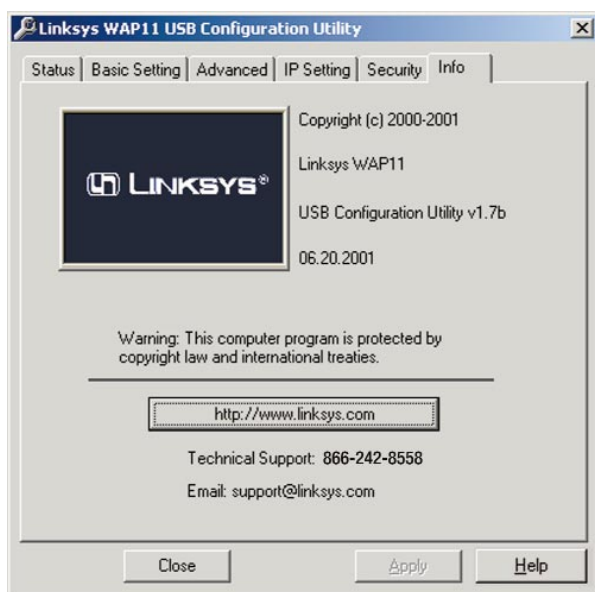 Linksys WAP11 USB Configuration Utility
Status Basic Setting Advanced IP Setting Security Info
LINKSYS®
Copyright (c) 2000-2001
Linksys WAP11
USB Configuration Utility v1.7b
06.20.2001
Warning: This computer program is protected by
copyright law and international treaties.
http://www.linksys.com
Technical Support: 866-242-8558
Email: support@linksys.com
Close Apply Help